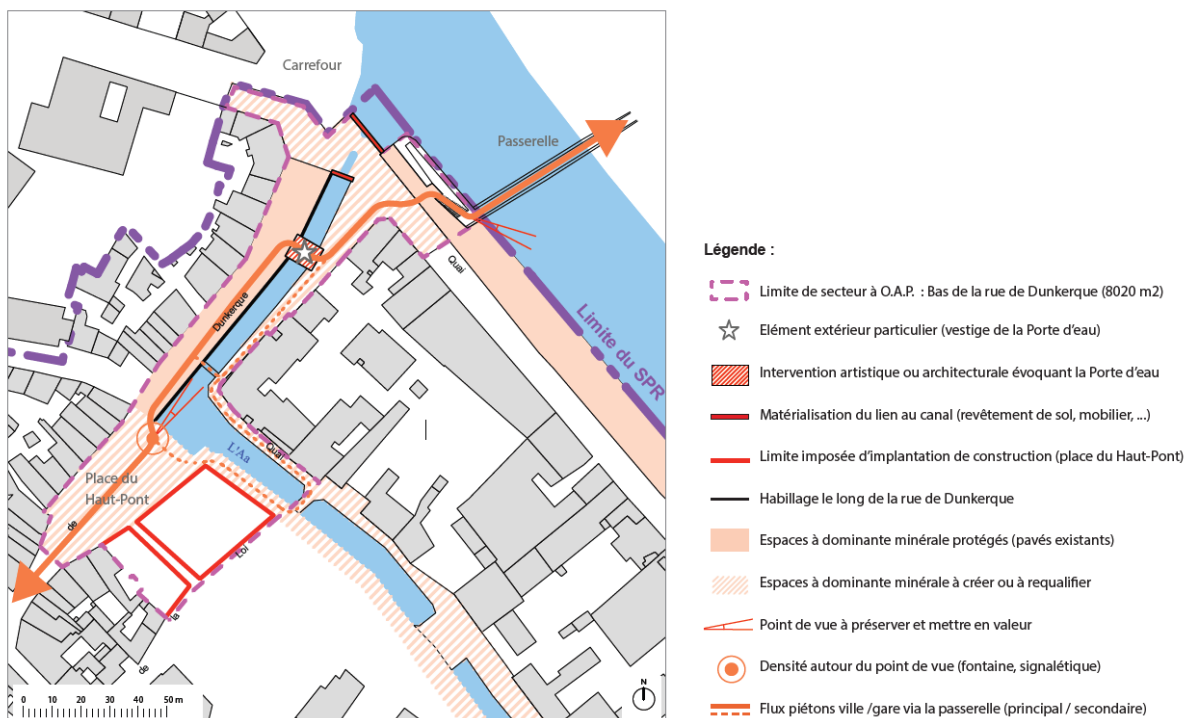 Carrefour
Passerelle
Quai
Dunkerque
Limite du SPR
L'Aa
Quai
Place du
Haut-Pont
de
Loi
la
de
0 10 20 30 40 50 m
N
Légende :
Limite de secteur à O.A.P. : Bas de la rue de Dunkerque (8020 m2)
Elément extérieur particulier (vestige de la Porte d'eau)
Intervention artistique ou architecturale évoquant la Porte d'eau
Matérialisation du lien au canal (revêtement de sol, mobilier, ...)
Limite imposée d'implantation de construction (place du Haut-Pont)
Habillage le long de la rue de Dunkerque
Espaces à dominante minérale protégés (pavés existants)
Espaces à dominante minérale à créer ou à requalifier
Point de vue à préserver et mettre en valeur
Densité autour du point de vue (fontaine, signalétique)
Flux piétons ville /gare via la passerelle (principal / secondaire)